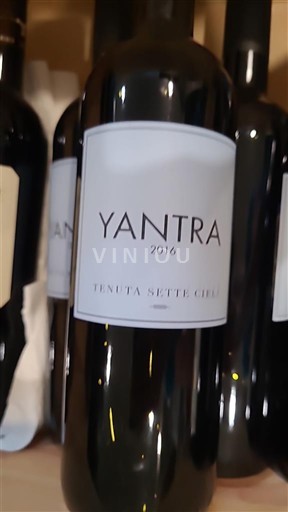 YANTRA
2016
VINIOU
TENUTA SETTE CIELI